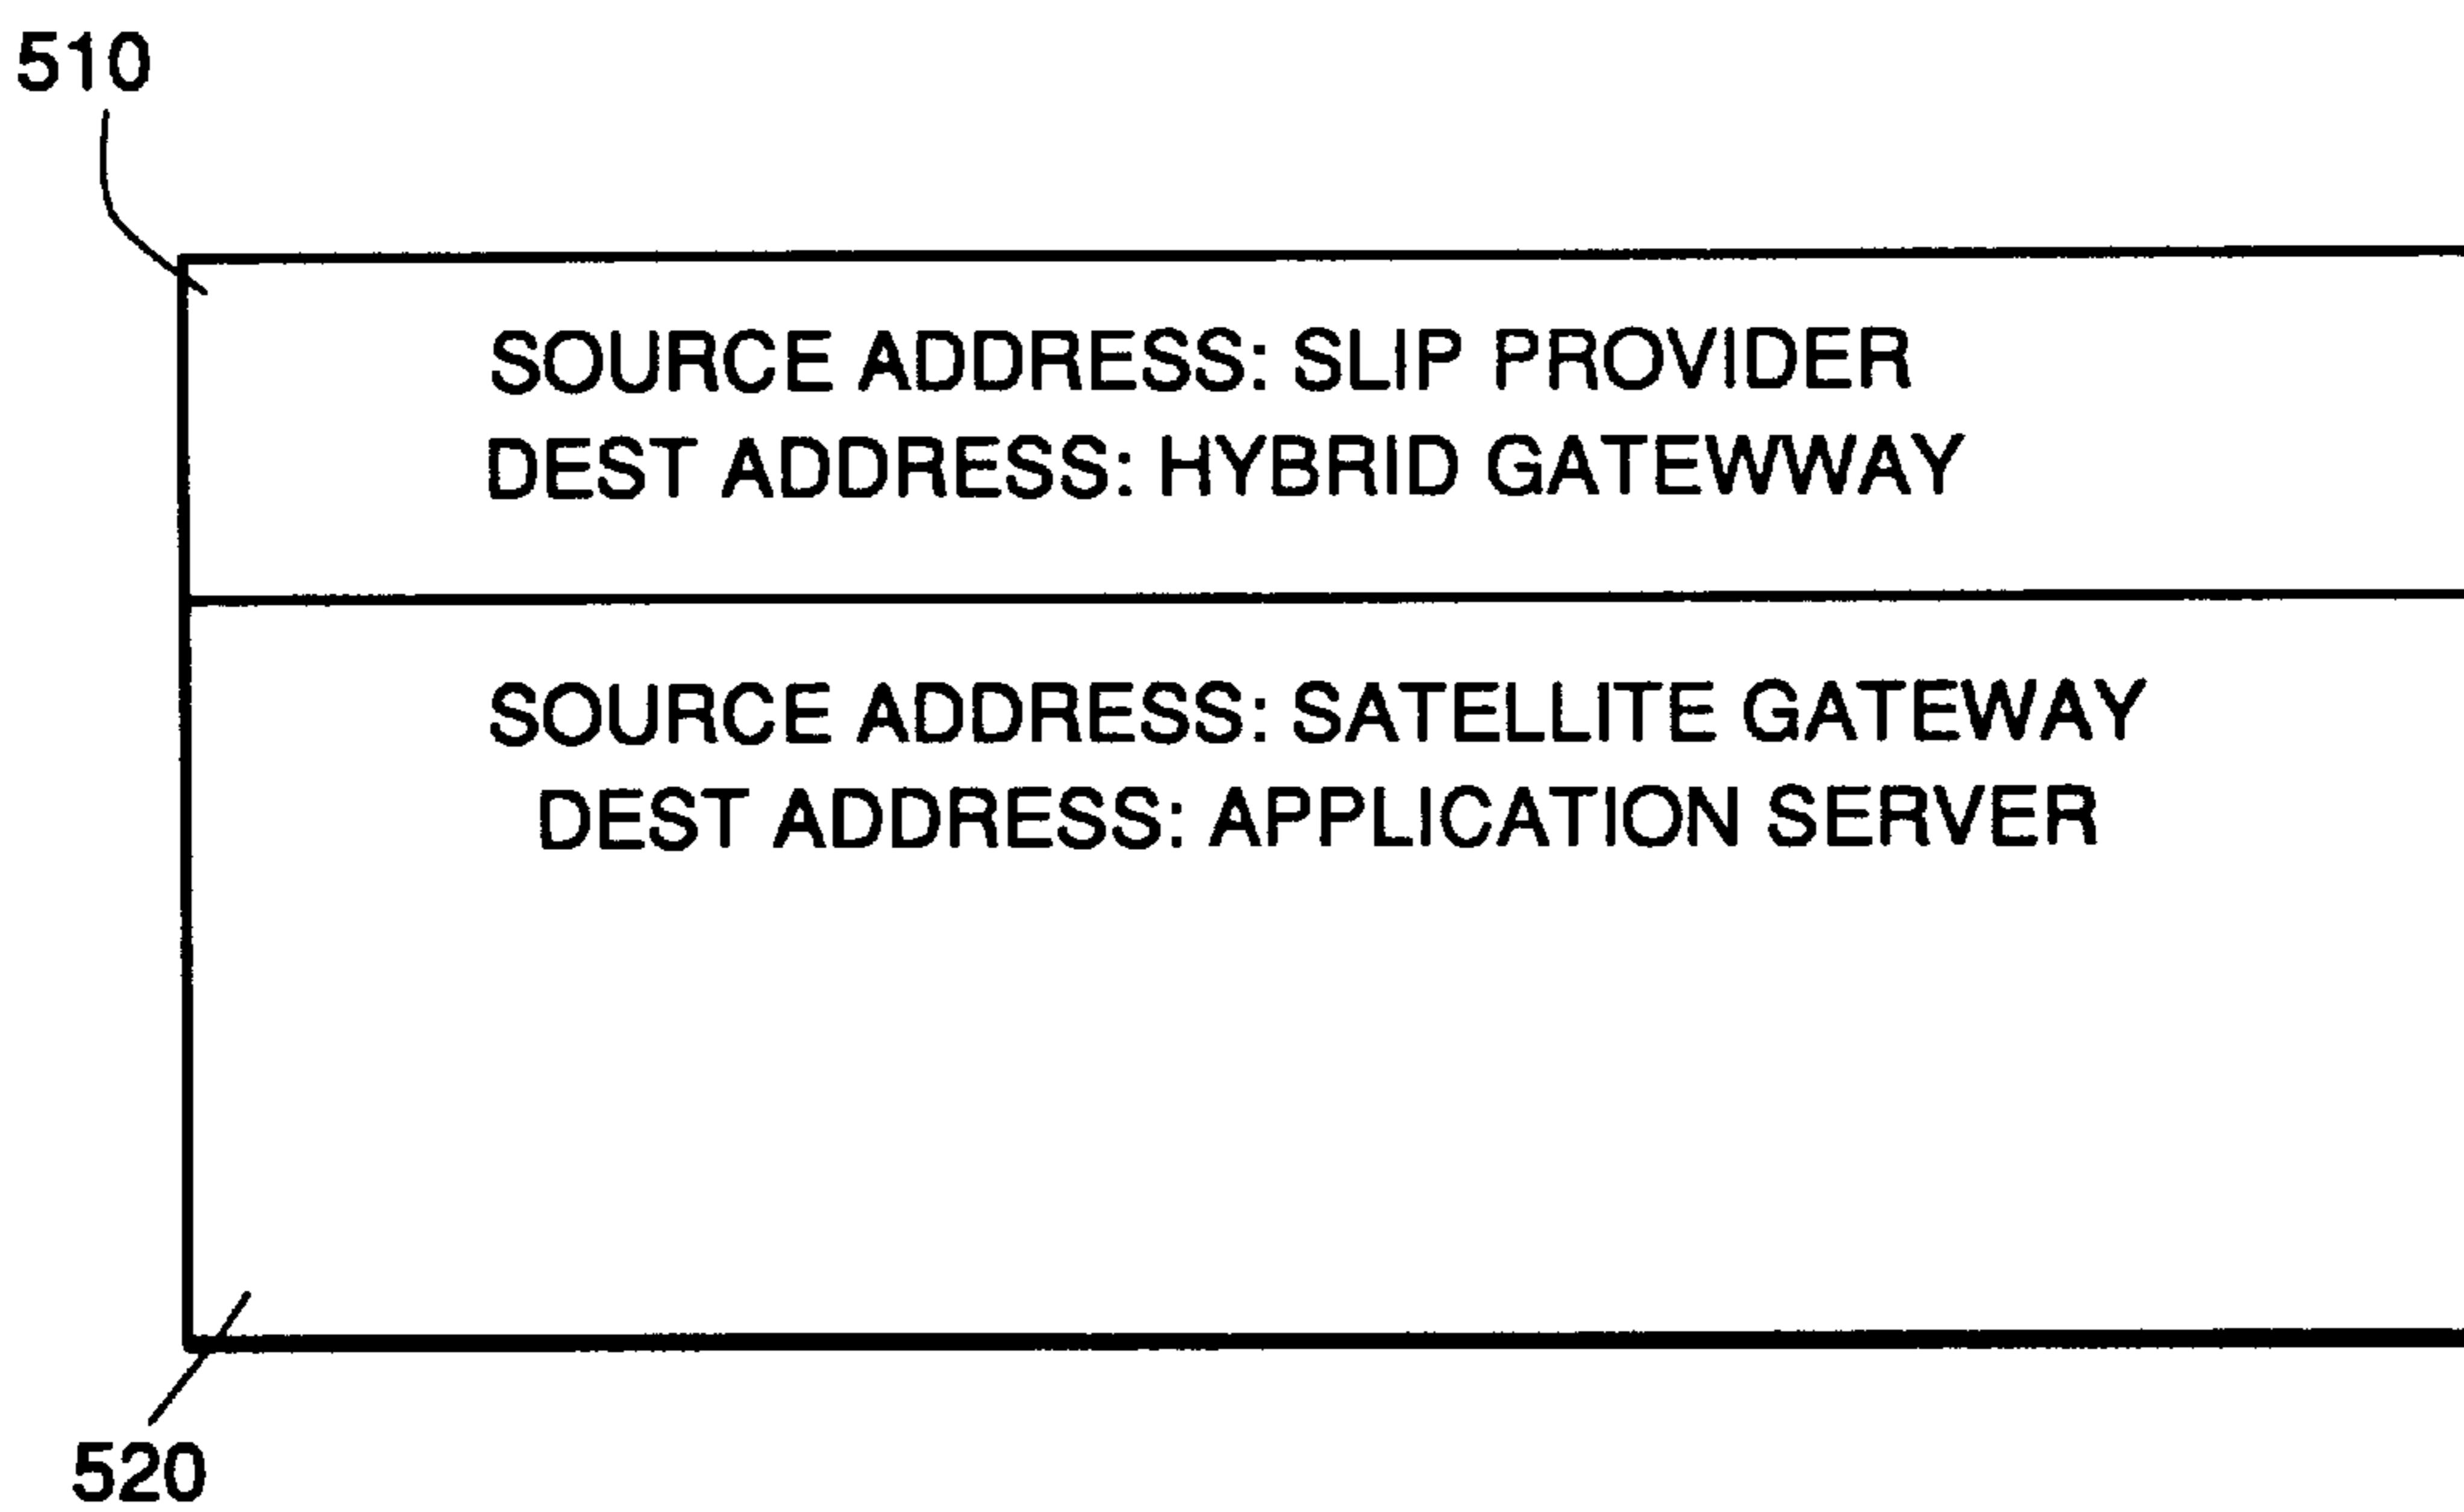 510
SOURCE ADDRESS: SLIP PROVIDER
DEST ADDRESS: HYBRID GATEWWAY
SOURCE ADDRESS: SATELLITE GATEWAY
DEST ADDRESS: APPLICATION SERVER
520